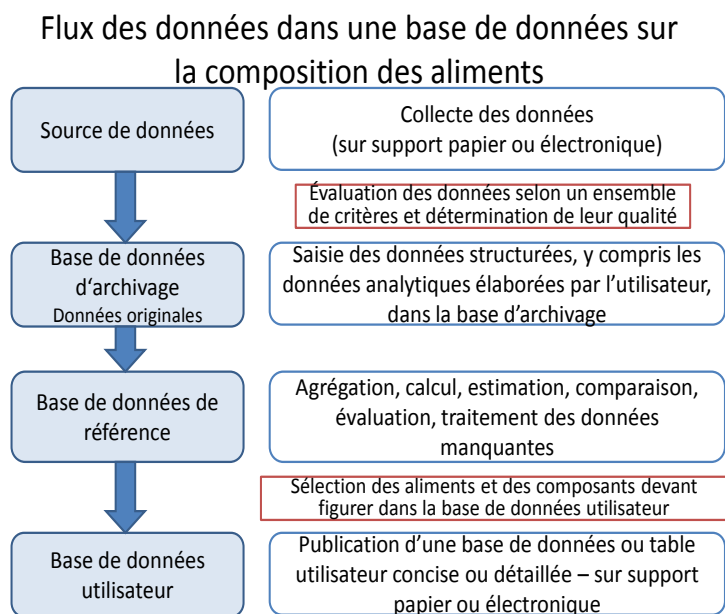 Flux des données dans une base de données sur
la composition des aliments
Source de données
Collecte des données
(sur support papier ou électronique)
Évaluation des données selon un ensemble
de critères et détermination de leur qualité
Base de données
d‘archivage
Données originales
Saisie des données structurées, y compris les
données analytiques élaborées par l’utilisateur,
dans la base d’archivage
Base de données de
référence
Agrégation, calcul, estimation, comparaison,
évaluation, traitement des données
manquantes
Sélection des aliments et des composants devant
figurer dans la base de données utilisateur
Base de données
utilisateur
Publication d’une base de données ou table
utilisateur concise ou détaillée – sur support
papier ou électronique